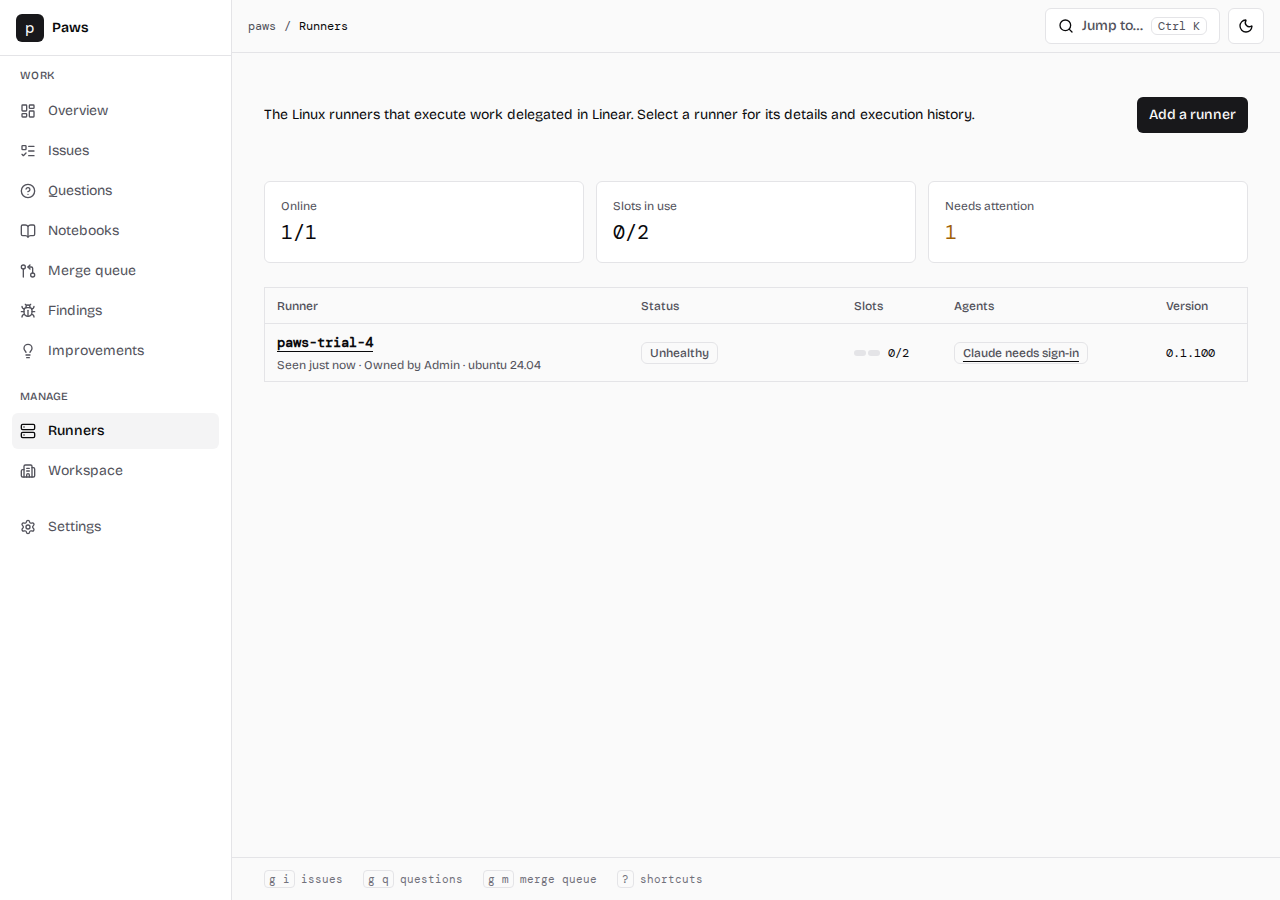 p Paws
paws / Runners
Jump to... Ctrl K
WORK
Overview
Issues
Questions
Notebooks
Merge queue
Findings
Improvements
MANAGE
Runners
Workspace
Settings
The Linux runners that execute work delegated in Linear. Select a runner for its details and execution history.
Add a runner
Online
1/1
Slots in use
0/2
Needs attention
1
Runner Status Slots Agents Version
paws-trial-4
Seen just now · Owned by Admin · ubuntu 24.04
Unhealthy
0/2
Claude needs sign-in
0.1.100
g i issues g q questions g m merge queue ? shortcuts